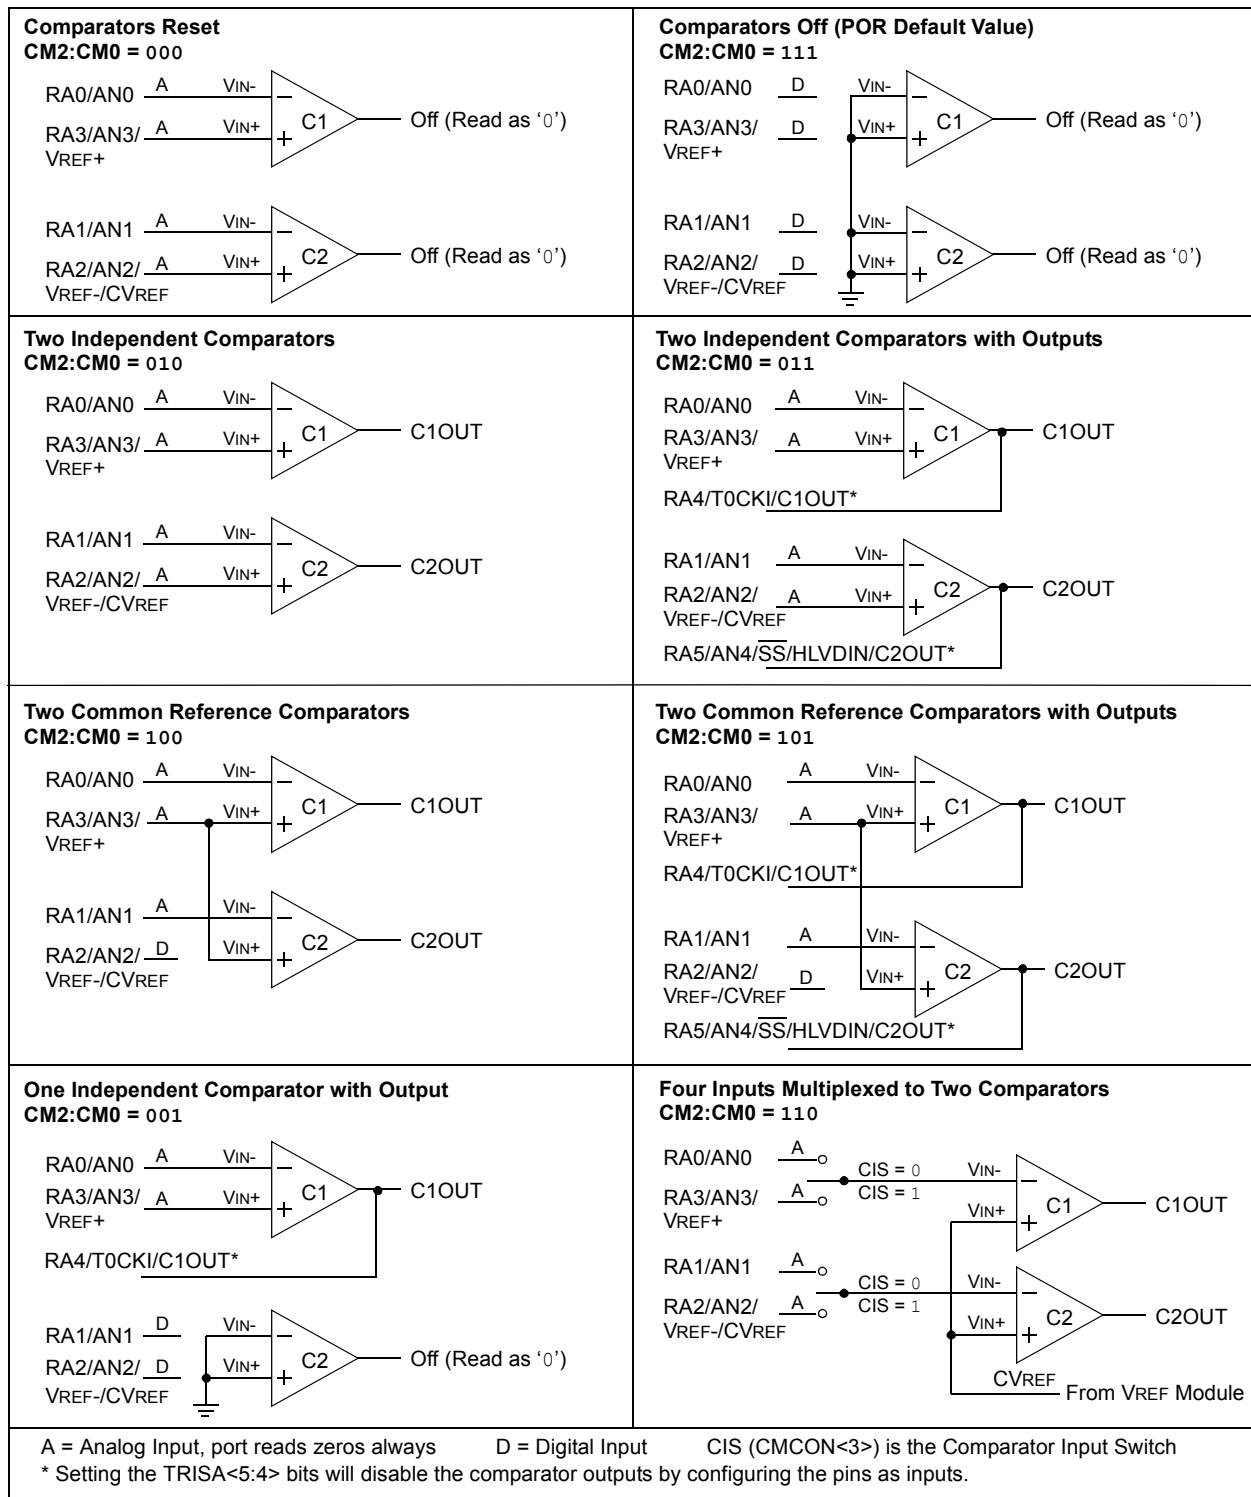 Comparators Reset
CM2:CM0 = 000
RA0/AN0 A VIN-
RA3/AN3/ A VIN+
VREF+
C1
Off (Read as ‘0’)
RA1/AN1 A VIN-
RA2/AN2/ A VIN+
VREF-/CVREF
C2
Off (Read as ‘0’)
Comparators Off (POR Default Value)
CM2:CM0 = 111
RA0/AN0 D VIN-
RA3/AN3/ D VIN+
VREF+
C1
Off (Read as ‘0’)
RA1/AN1 D VIN-
RA2/AN2/ D VIN+
VREF-/CVREF
C2
Off (Read as ‘0’)
Two Independent Comparators
CM2:CM0 = 010
RA0/AN0 A VIN-
RA3/AN3/ A VIN+
VREF+
C1
C1OUT
RA1/AN1 A VIN-
RA2/AN2/ A VIN+
VREF-/CVREF
C2
C2OUT
Two Independent Comparators with Outputs
CM2:CM0 = 011
RA0/AN0 A VIN-
RA3/AN3/ A VIN+
VREF+
C1
C1OUT
RA4/T0CKI/C1OUT*
RA1/AN1 A VIN-
RA2/AN2/ A VIN+
VREF-/CVREF
C2
C2OUT
RA5/AN4/SS/HLVDIN/C2OUT*
Two Common Reference Comparators
CM2:CM0 = 100
RA0/AN0 A VIN-
RA3/AN3/ A VIN+
VREF+
C1
C1OUT
RA1/AN1 A VIN-
RA2/AN2/ D VIN+
VREF-/CVREF
C2
C2OUT
Two Common Reference Comparators with Outputs
CM2:CM0 = 101
RA0/AN0 A VIN-
RA3/AN3/ A VIN+
VREF+
C1
C1OUT
RA4/T0CKI/C1OUT*
RA1/AN1 A VIN-
RA2/AN2/ D VIN+
VREF-/CVREF
C2
C2OUT
RA5/AN4/SS/HLVDIN/C2OUT*
One Independent Comparator with Output
CM2:CM0 = 001
RA0/AN0 A VIN-
RA3/AN3/ A VIN+
VREF+
C1
C1OUT
RA4/T0CKI/C1OUT*
RA1/AN1 D VIN-
RA2/AN2/ D VIN+
VREF-/CVREF
C2
Off (Read as ‘0’)
Four Inputs Multiplexed to Two Comparators
CM2:CM0 = 110
RA0/AN0 A
CIS = 0 VIN-
RA3/AN3/ A CIS = 1
VREF+ VIN+
C1
C1OUT
RA1/AN1 A
CIS = 0 VIN-
RA2/AN2/ A CIS = 1
VREF-/CVREF VIN+
C2
C2OUT
CVREF
From VREF Module
A = Analog Input, port reads zeros always D = Digital Input CIS (CMCON<3>) is the Comparator Input Switch
* Setting the TRISA<5:4> bits will disable the comparator outputs by configuring the pins as inputs.